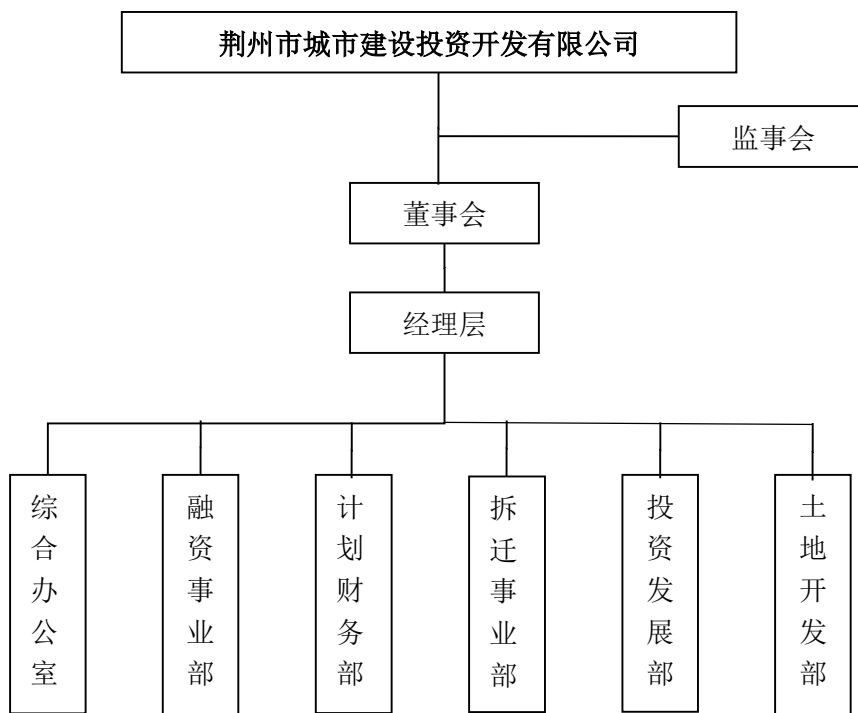 荆州市城市建设投资开发有限公司
监事会
董事会
经理层
综合办公室
融资事业部
计划财务部
拆迁事业部
投资发展部
土地开发部